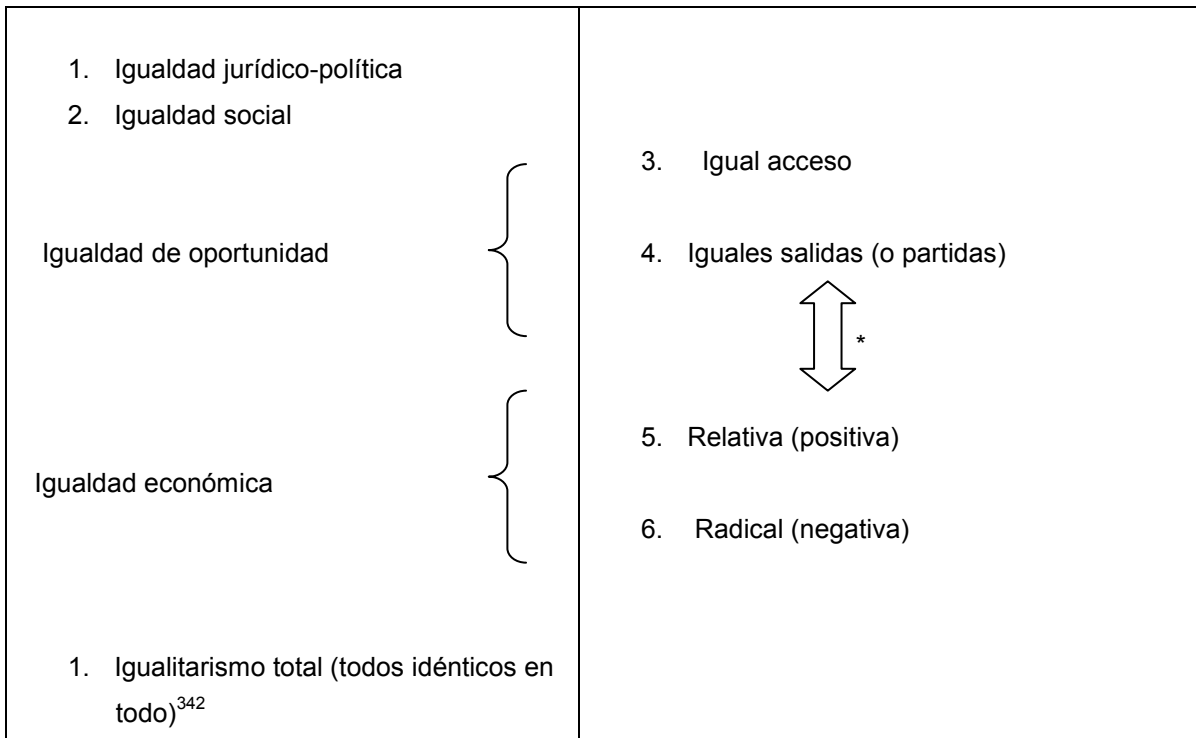 1. Igualdad jurídico-política
2. Igualdad social
Igualdad de oportunidad
3. Igual acceso
4. Iguales salidas (o partidas)
*
Igualdad económica
5. Relativa (positiva)
6. Radical (negativa)
1. Igualitarismo total (todos idénticos en
todo)342